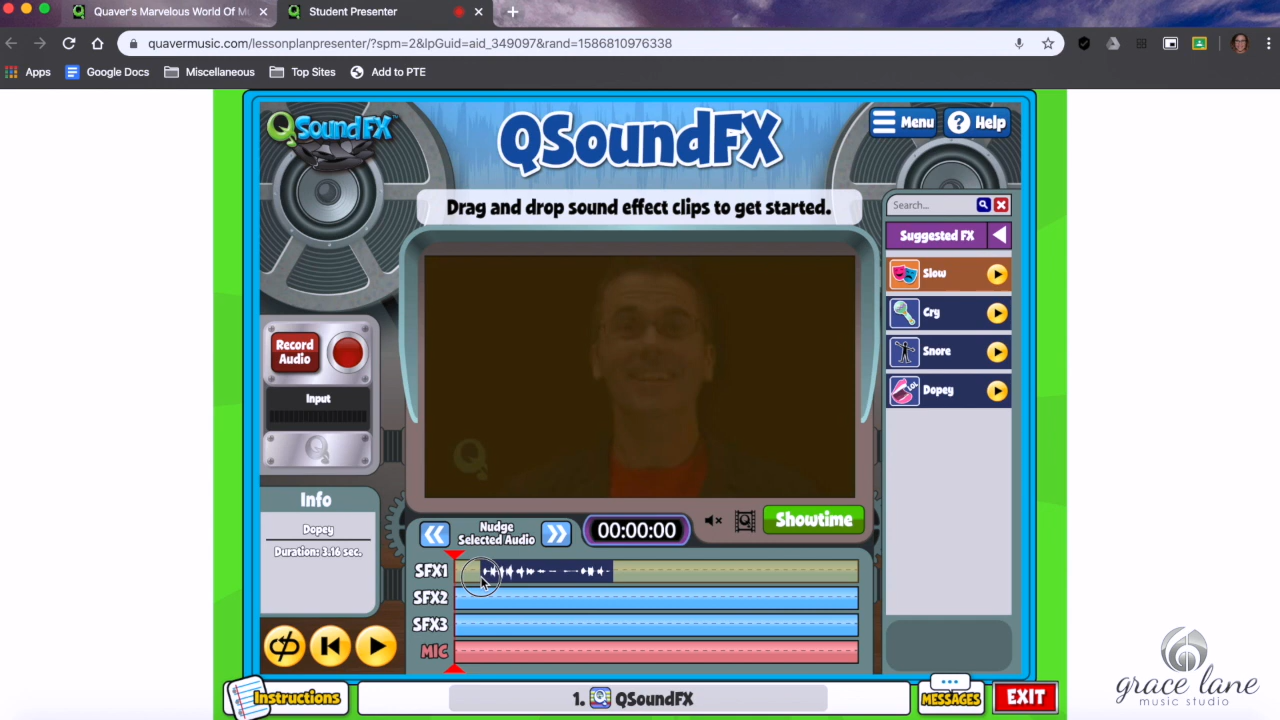 Quaver's Marvelous World Of M
Student Presenter
quavermusic.com/lessonplanpresenter/?spm=2&lpGuid=aid_349097&rand=1586810976338
Apps
Google Docs
Miscellaneous
Top Sites
Add to PTE
QSoundFX
QSoundFX
Menu
Help
Drag and drop sound effect clips to get started.
Search...
Suggested FX
Slow
Cry
Snore
Dopey
Record
Audio
Input
Info
Dopey
Duration: 3.16 sec.
Nudge
Selected Audio
00:00:00
Showtime
SFX1
SFX2
SFX3
MIC
Instructions
1. QSoundFX
MESSAGES
EXIT
grace lane
music studio